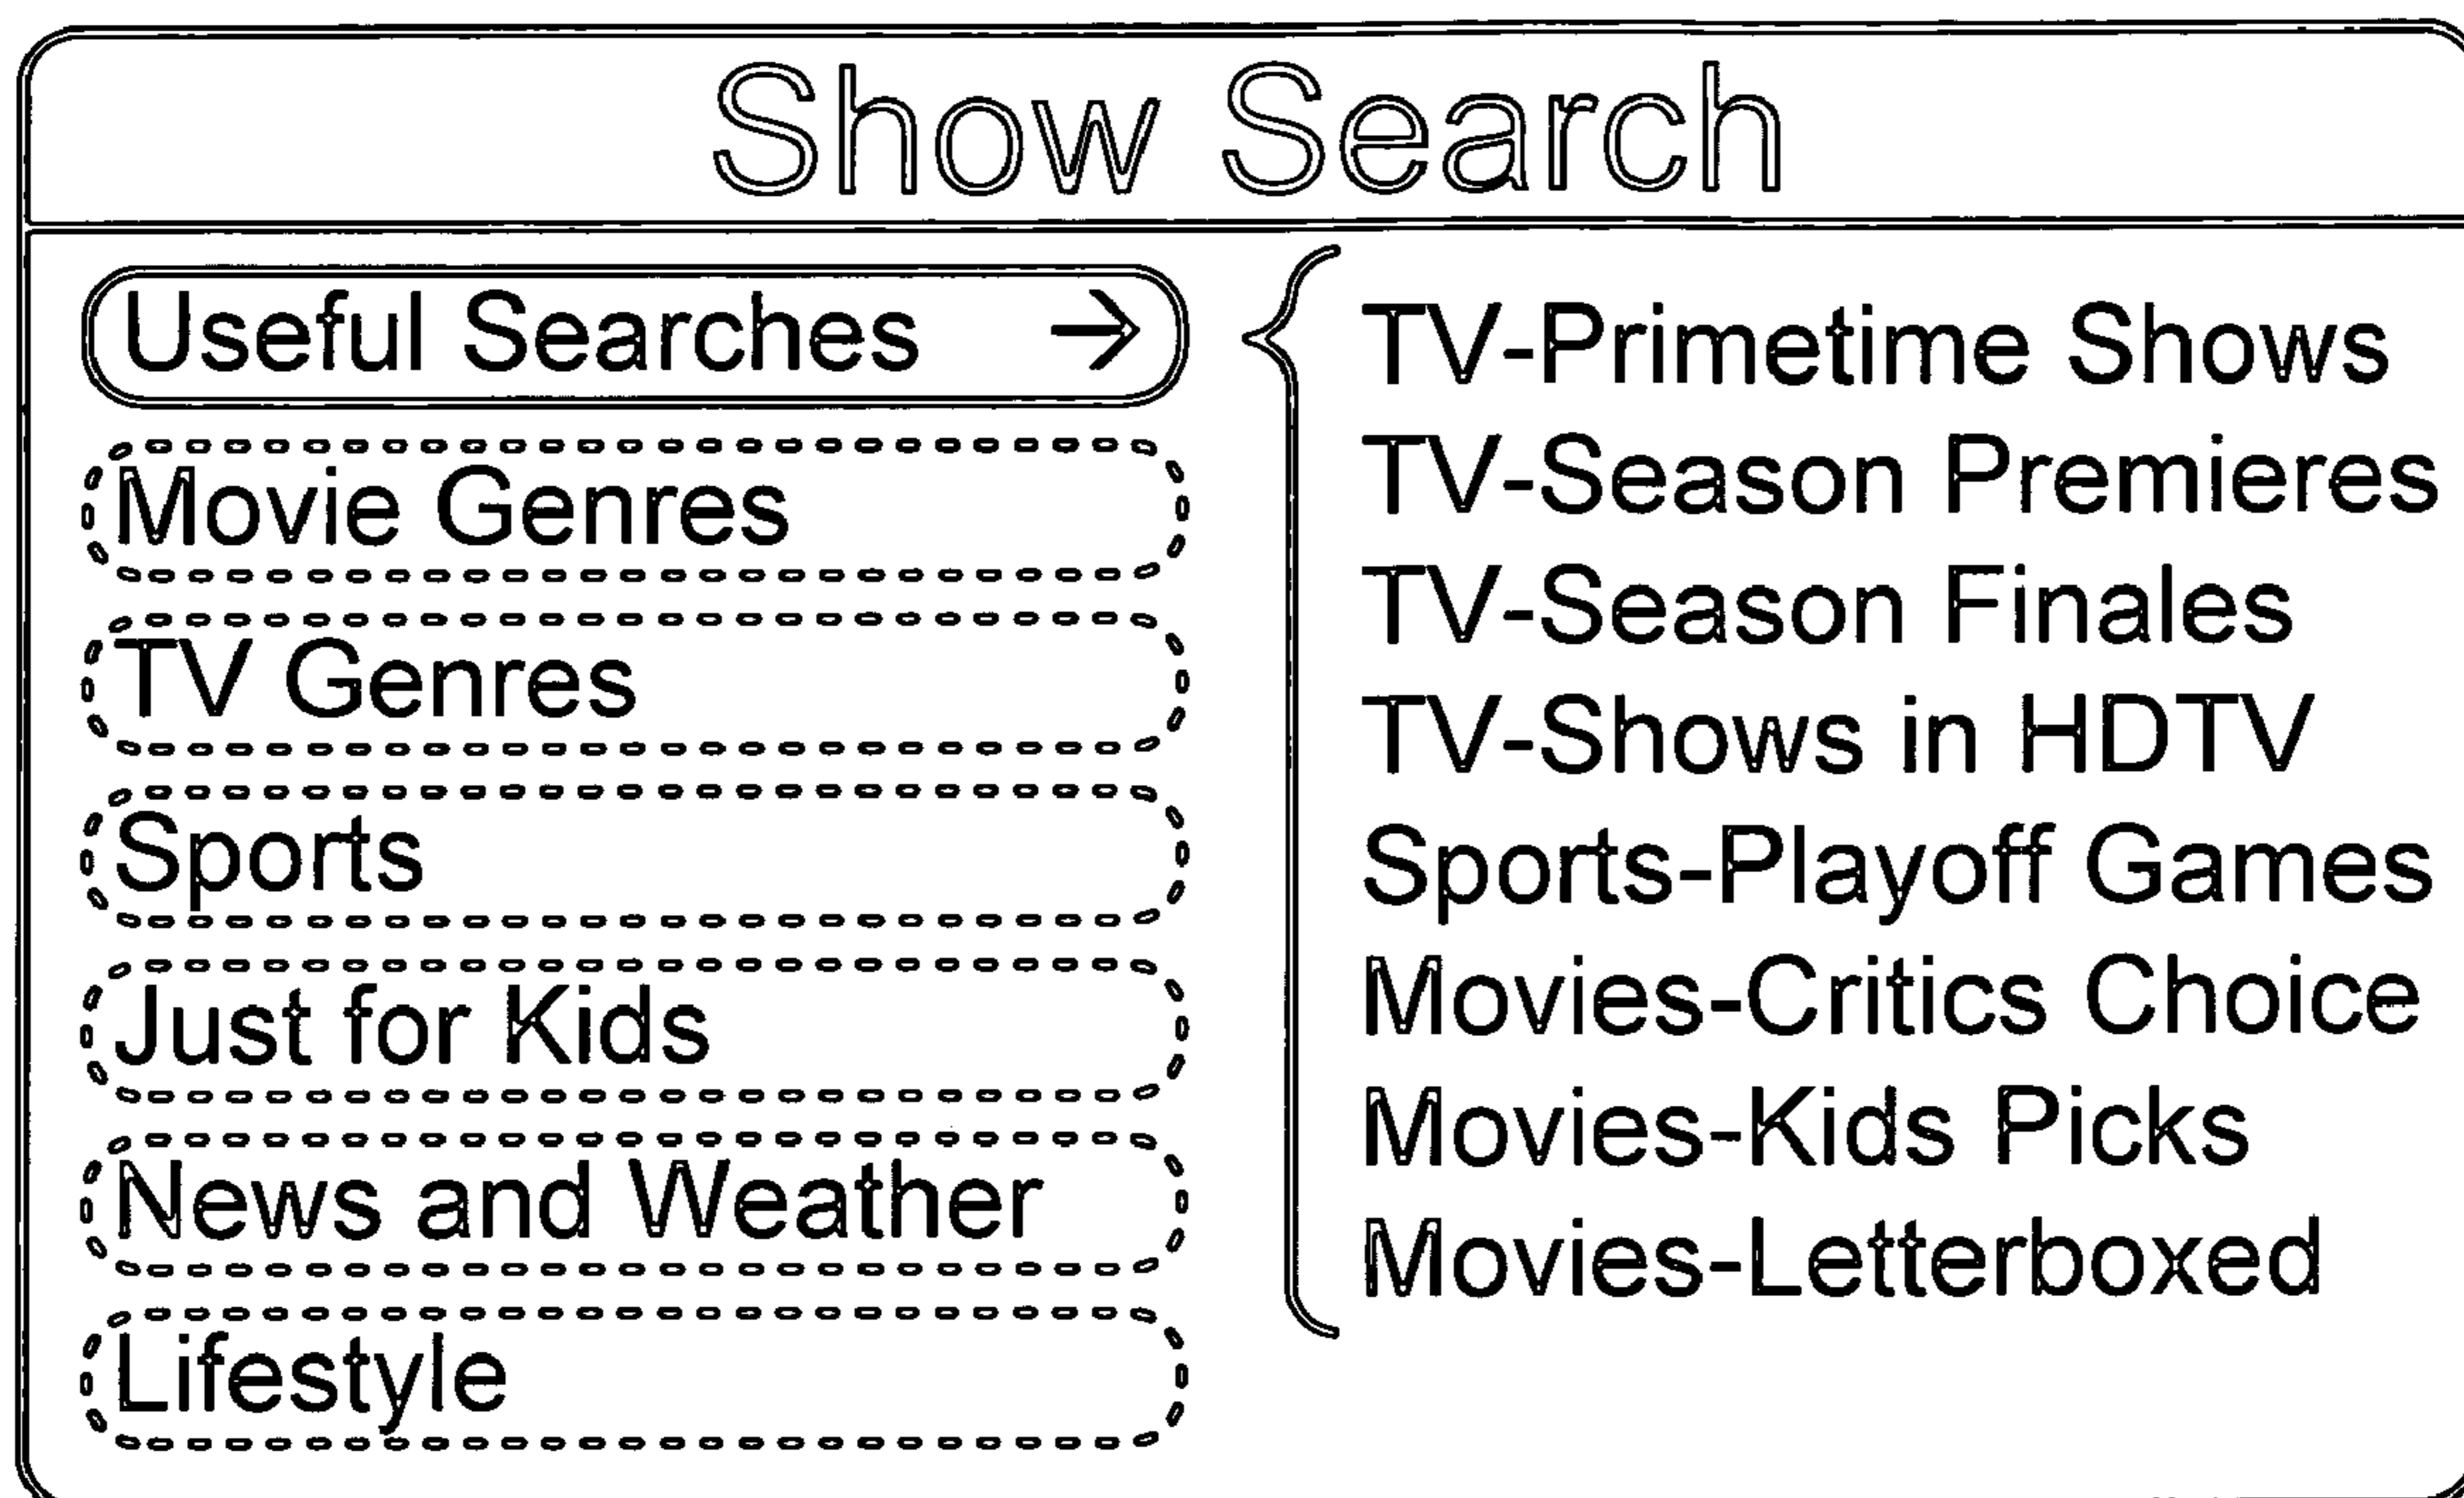 Show Search
Useful Searches →
Movie Genres
TV Genres
Sports
Just for Kids
News and Weather
Lifestyle
TV-Primetime Shows
TV-Season Premieres
TV-Season Finales
TV-Shows in HDTV
Sports-Playoff Games
Movies-Critics Choice
Movies-Kids Picks
Movies-Letterboxed